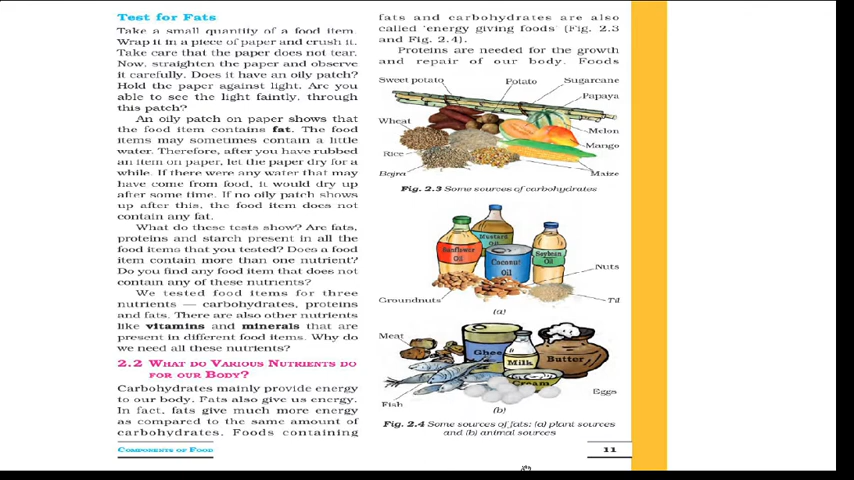 Test for Fats
Take a small quantity of a food item.
Wrap it in a piece of paper and crush it.
Take care that the paper does not tear.
Now, straighten the paper and observe
it carefully. Does it have an oily patch?
Hold the paper against light. Are you
able to see the light faintly, through
this patch?
An oily patch on paper shows that
the food item contains fat. The food
items may sometimes contain a little
water. Therefore, after you have rubbed
an item on paper, let the paper dry for a
while. If there were any water that may
have come from food, it would dry up
after some time. If no oily patch shows
up after this, the food item does not
contain any fat.
What do these tests show? Are fats,
proteins and starch present in all the
food items that you tested? Does a food
item contain more than one nutrient?
Do you find any food item that does not
contain any of these nutrients?
We tested food items for three
nutrients — carbohydrates, proteins
and fats. There are also other nutrients
like vitamins and minerals that are
present in different food items. Why do
we need all these nutrients?
2.2 What do Various Nutrients do
for our Body?
Carbohydrates mainly provide energy
to our body. Fats also give us energy.
In fact, fats give much more energy
as compared to the same amount of
carbohydrates. Foods containing
fats and carbohydrates are also
called 'energy giving foods' (Fig. 2.3
and Fig. 2.4).
Proteins are needed for the growth
and repair of our body. Foods
Sweet potato
Potato
Sugarcane
Papaya
Wheat
Melon
Mango
Rice
Bajra
Maize
Fig. 2.3 Some sources of carbohydrates
Mustard
Oil
Sunflower
Oil
Coconut
Oil
Soybean
Oil
Nuts
Groundnuts
Til
(a)
Meat
Ghee
Milk
Butter
Cream
Fish
Eggs
(b)
Fig. 2.4 Some sources of fats: (a) plant sources
and (b) animal sources
Components of Food
11